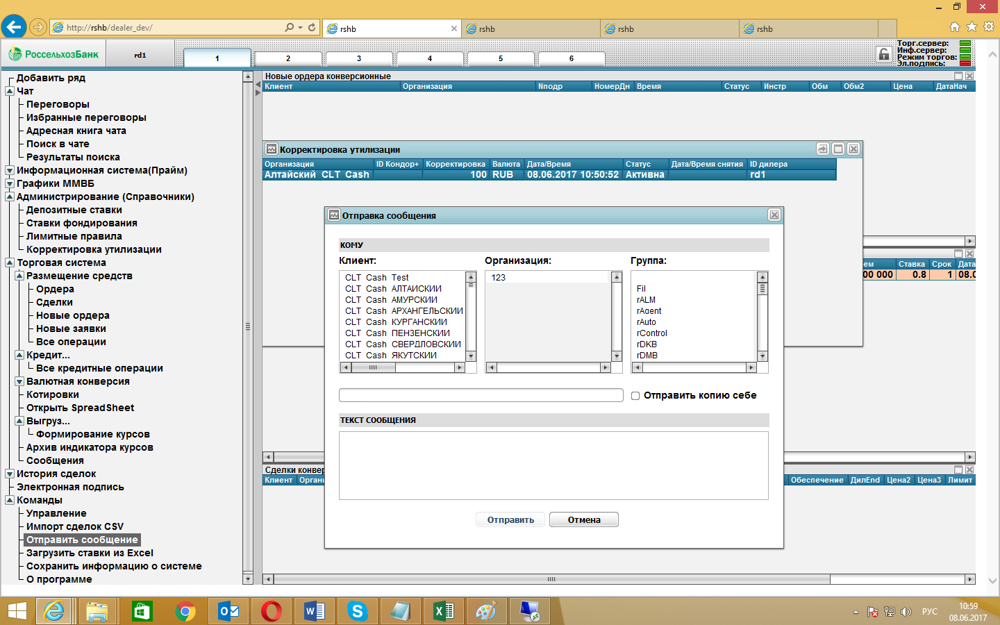 http://rshb/dealer_dev/
rshb
rshb
rshb
rshb
РоссельхозБанк
rd1
1
2
3
4
5
6
Торг.сервер:
Инф.сервер:
Режим торгов:
Эл.подпись:
Добавить ряд
Чат
Переговоры
Избранные переговоры
Адресная книга чата
Поиск в чате
Результаты поиска
Информационная система(Прайм)
Графики ММВБ
Администрирование (Справочники)
Депозитные ставки
Ставки фондирования
Лимитные правила
Корректировка утилизации
Торговая система
Размещение средств
Ордера
Сделки
Новые ордера
Новые заявки
Все операции
Кредит...
Все кредитные операции
Валютная конверсия
Котировки
Открыть SpreadSheet
Выгруз...
Формирование курсов
Архив индикатора курсов
Сообщения
История сделок
Электронная подпись
Команды
Управление
Импорт сделок CSV
Отправить сообщение
Загрузить ставки из Excel
Сохранить информацию о системе
О программе
Новые ордера конверсионные
Клиент Организация Nподр НомерДн Время Статус Инстр Обм Обм2 Цена ДатаНач
Корректировка утилизации
Организация ID Кондор+ Корректировка Валюта Дата/Время Статус Дата/Время снятия ID дилера
Алтайский CLT Cash 100 RUB 08.06.2017 10:50:52 Активна rd1
ем Ставка Срок Дата
00 000 0.8 1 08.0
Отправка сообщения
КОМУ
Клиент:
CLT Cash Test
CLT Cash АЛТАЙСКИЙ
CLT Cash АМУРСКИЙ
CLT Cash АРХАНГЕЛЬСКИЙ
CLT Cash КУРГАНСКИЙ
CLT Cash ПЕНЗЕНСКИЙ
CLT Cash СВЕРДЛОВСКИЙ
CLT Cash ЯКУТСКИЙ
Организация:
123
Группа:
Fil
rALM
rAgent
rAuto
rControl
rDKB
rDMB
Отправить копию себе
ТЕКСТ СООБЩЕНИЯ
Отправить
Отмена
Сделки конвер
Клиент Органи Обеспечение ДилEnd Цена2 Цена3 Лимит
РУС
10:59
08.06.2017